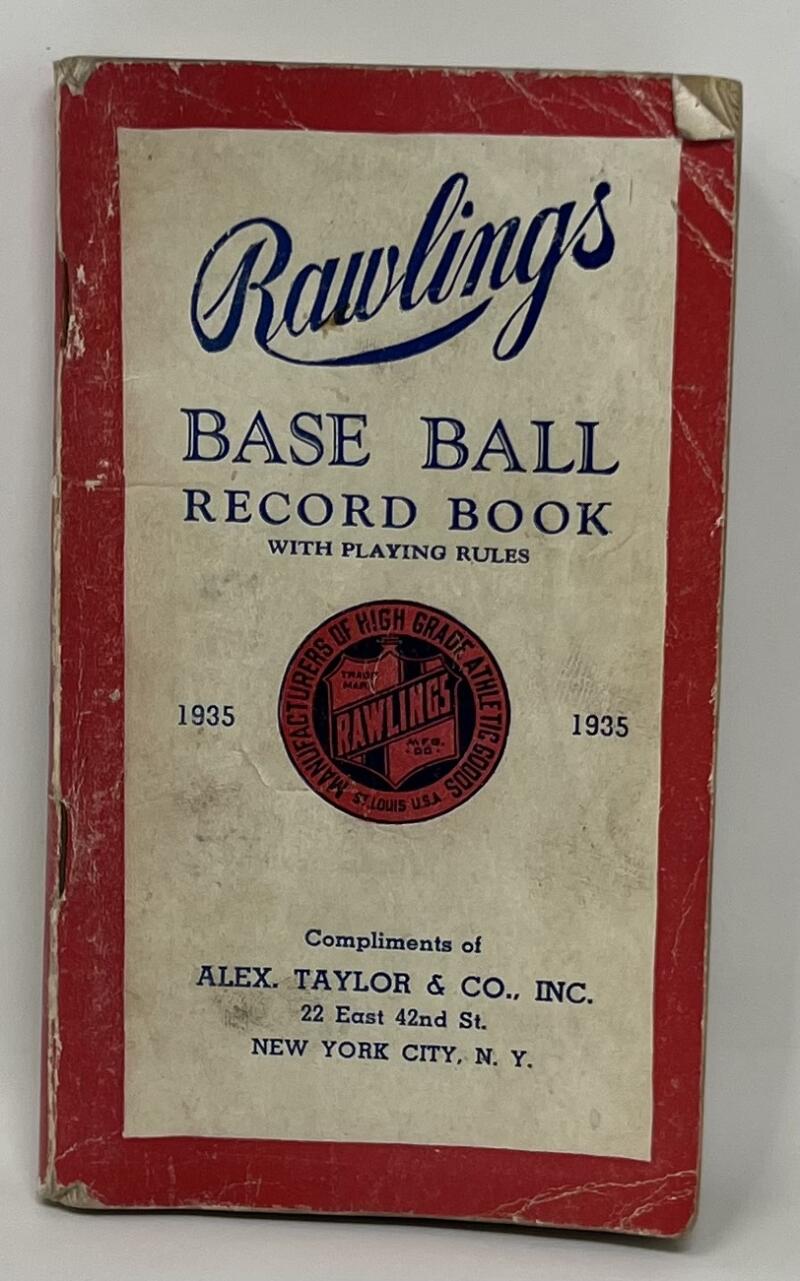 Rawlings
BASE BALL
RECORD BOOK
WITH PLAYING RULES
MANUFACTURERS OF HIGH GRADE ATHLETIC GOODS
TRADE
MARK
RAWLINGS
MFG.
CO.
ST. LOUIS U.S.A.
1935
1935
Compliments of
ALEX. TAYLOR & CO., INC.
22 East 42nd St.
NEW YORK CITY, N. Y.